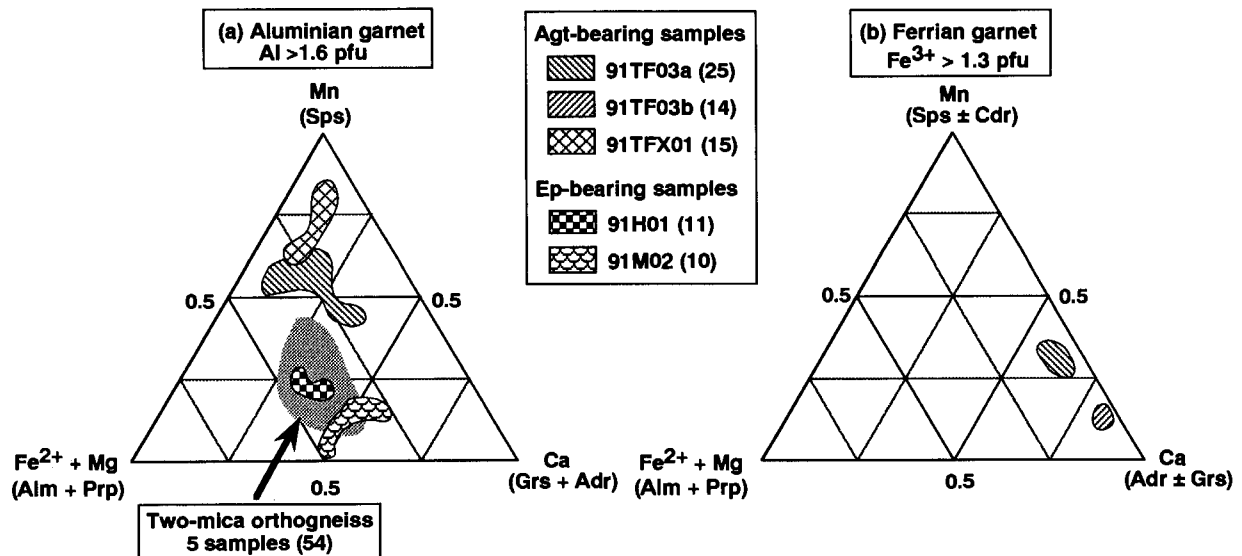 (a) Aluminian garnet
Al >1.6 pfu
Mn
(Sps)
0.5
0.5
Fe2+ + Mg
(Alm + Prp)
0.5
Ca
(Grs + Adr)
Two-mica orthogneiss
5 samples (54)
Agt-bearing samples
91TF03a (25)
91TF03b (14)
91TFX01 (15)
Ep-bearing samples
91H01 (11)
91M02 (10)
(b) Ferrian garnet
Fe3+ > 1.3 pfu
Mn
(Sps ± Cdr)
0.5
0.5
Fe2+ + Mg
(Alm + Prp)
0.5
Ca
(Adr ± Grs)